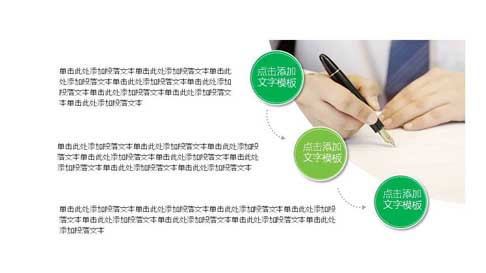 单击此处添加段落文本单击此处添加段落文本单击此
处添加段落文本单击此处添加段落文本单击此处添加
段落文本单击此处添加段落文本单击此处添加段落文
本单击此处添加段落文本
点击添加
文字模板
单击此处添加段落文本单击此处添加段落文本单击此处添加段
落文本单击此处添加段落文本单击此处添加段落文本单击此处
添加段落文本单击此处添加段落文本单击此处添加段落文本
点击添加
文字模板
单击此处添加段落文本单击此处添加段落文本单击此处添加段落文本单击此处添加段
落文本单击此处添加段落文本单击此处添加段落文本单击此处添加段落文本单击此处
添加段落文本
点击添加
文字模板